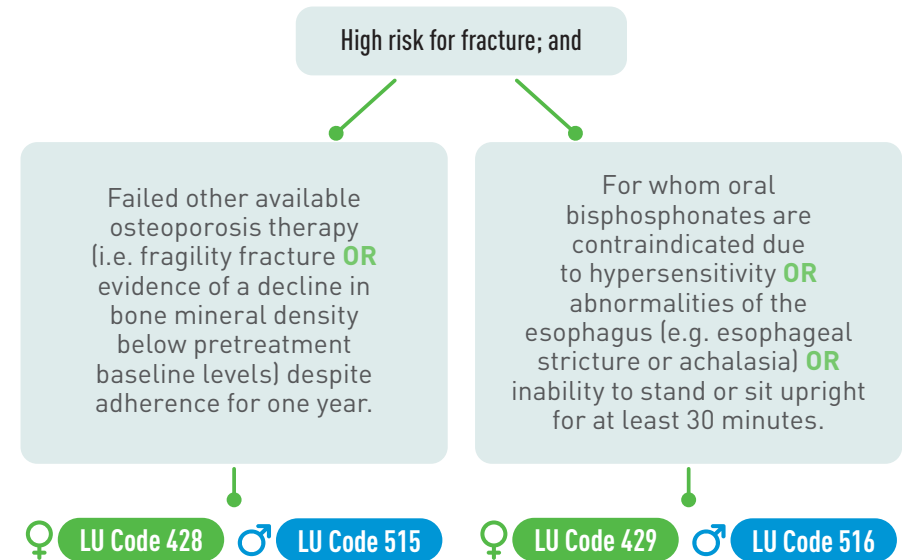 High risk for fracture; and
Failed other available
osteoporosis therapy
(i.e. fragility fracture OR
evidence of a decline in
bone mineral density
below pretreatment
baseline levels) despite
adherence for one year.
For whom oral
bisphosphonates are
contraindicated due
to hypersensitivity OR
abnormalities of the
esophagus (e.g. esophageal
stricture or achalasia) OR
inability to stand or sit upright
for at least 30 minutes.
♀ LU Code 428 ♂ LU Code 515
♀ LU Code 429 ♂ LU Code 516